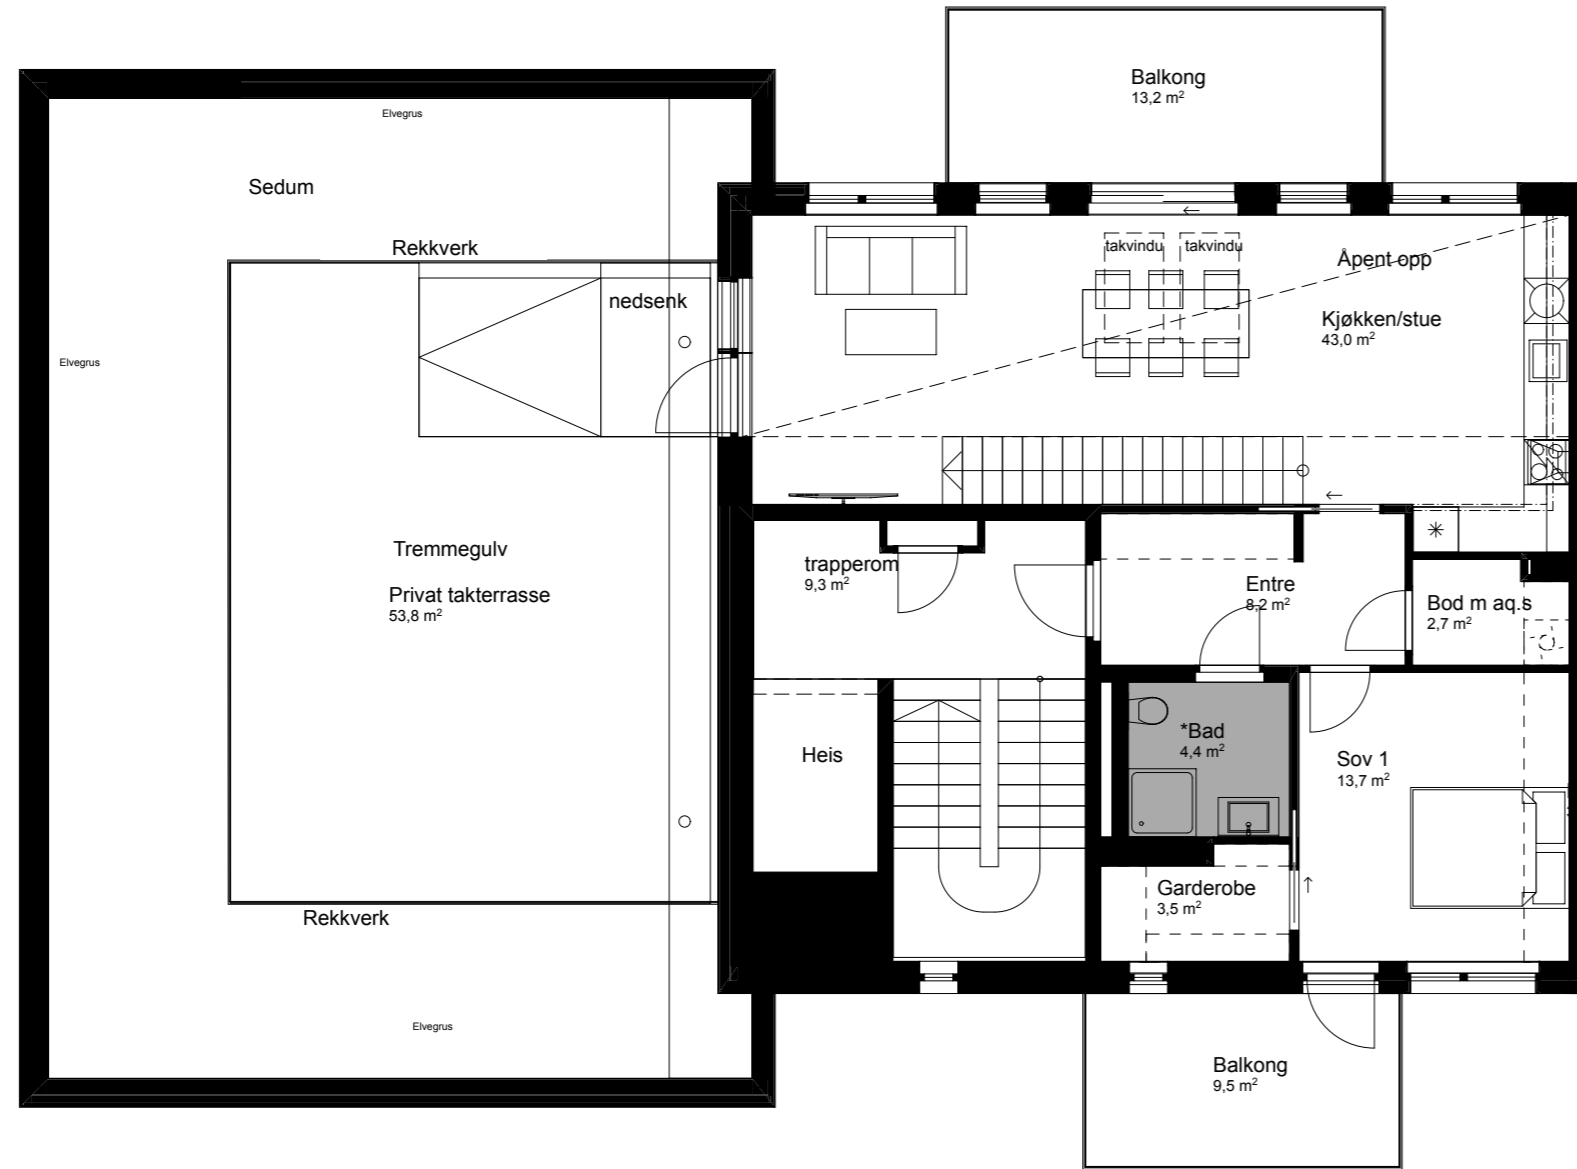 Balkong
13,2 m²
Elvegrus
Sedum
Rekkverk
nedsenk
takvindu
takvindu
Åpent opp
Kjøkken/stue
43,0 m²
Elvegrus
Tremmegulv
Privat takterrasse
53,8 m²
trapperom
9,3 m²
Entre
8,2 m²
Bod m aq.s
2,7 m²
Heis
*Bad
4,4 m²
Sov 1
13,7 m²
Garderobe
3,5 m²
Rekkverk
Elvegrus
Balkong
9,5 m²